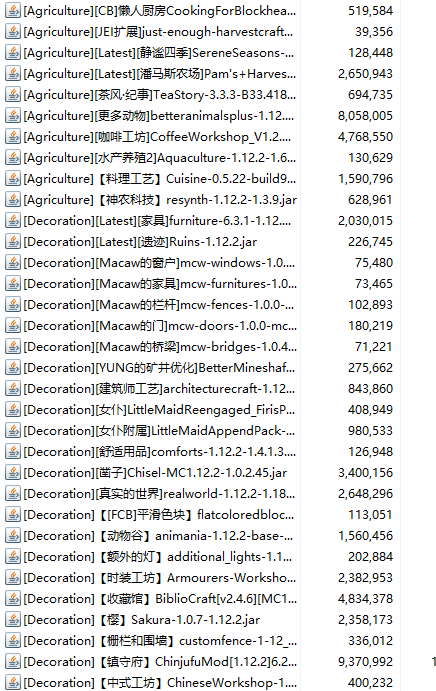 [Agriculture][CB]懒人厨房CookingForBlockhea... 519,584
[Agriculture][JEI扩展]just-enough-harvestcraft... 39,356
[Agriculture][Latest][静谧四季]SereneSeasons-... 128,448
[Agriculture][Latest][潘马斯农场]Pam's+Harves... 2,650,943
[Agriculture][茶风·纪事]TeaStory-3.3.3-B33.418... 694,735
[Agriculture][更多动物]betteranimalsplus-1.12.... 8,058,005
[Agriculture][咖啡工坊]CoffeeWorkshop_V1.2.... 4,768,550
[Agriculture][水产养殖2]Aquaculture-1.12.2-1.6... 130,629
[Agriculture]【料理工艺】Cuisine-0.5.22-build9... 1,590,796
[Agriculture]【神农科技】resynth-1.12.2-1.3.9.jar 628,961
[Decoration][Latest][家具]furniture-6.3.1-1.12.... 2,030,015
[Decoration][Latest][遗迹]Ruins-1.12.2.jar 226,745
[Decoration][Macaw的窗户]mcw-windows-1.0.... 75,480
[Decoration][Macaw的家具]mcw-furnitures-1.0... 73,465
[Decoration][Macaw的栏杆]mcw-fences-1.0.0-... 102,893
[Decoration][Macaw的门]mcw-doors-1.0.0-mc... 180,219
[Decoration][Macaw的桥梁]mcw-bridges-1.0.4... 71,221
[Decoration][YUNG的矿井优化]BetterMineshaf... 275,662
[Decoration][建筑师工艺]architecturecraft-1.12... 843,860
[Decoration][女仆]LittleMaidReengaged_FirisP... 408,949
[Decoration][女仆附属]LittleMaidAppendPack-... 980,533
[Decoration][舒适用品]comforts-1.12.2-1.4.1.3.... 126,948
[Decoration][凿子]Chisel-MC1.12.2-1.0.2.45.jar 3,400,156
[Decoration][真实的世界]realworld-1.12.2-1.18... 2,648,296
[Decoration]【[FCB]平滑色块】flatcoloredbloc... 113,051
[Decoration]【动物谷】animania-1.12.2-base-... 1,560,456
[Decoration]【额外的灯】additional_lights-1.1... 202,884
[Decoration]【时装工坊】Armourers-Worksho... 2,382,953
[Decoration]【收藏馆】BiblioCraft[v2.4.6][MC1... 4,834,378
[Decoration]【樱】Sakura-1.0.7-1.12.2.jar 2,358,173
[Decoration]【栅栏和围墙】customfence-1-12_... 336,012
[Decoration]【镇守府】ChinjufuMod[1.12.2]6.2... 9,370,992 1
[Decoration]【中式工坊】ChineseWorkshop-1.... 400,232